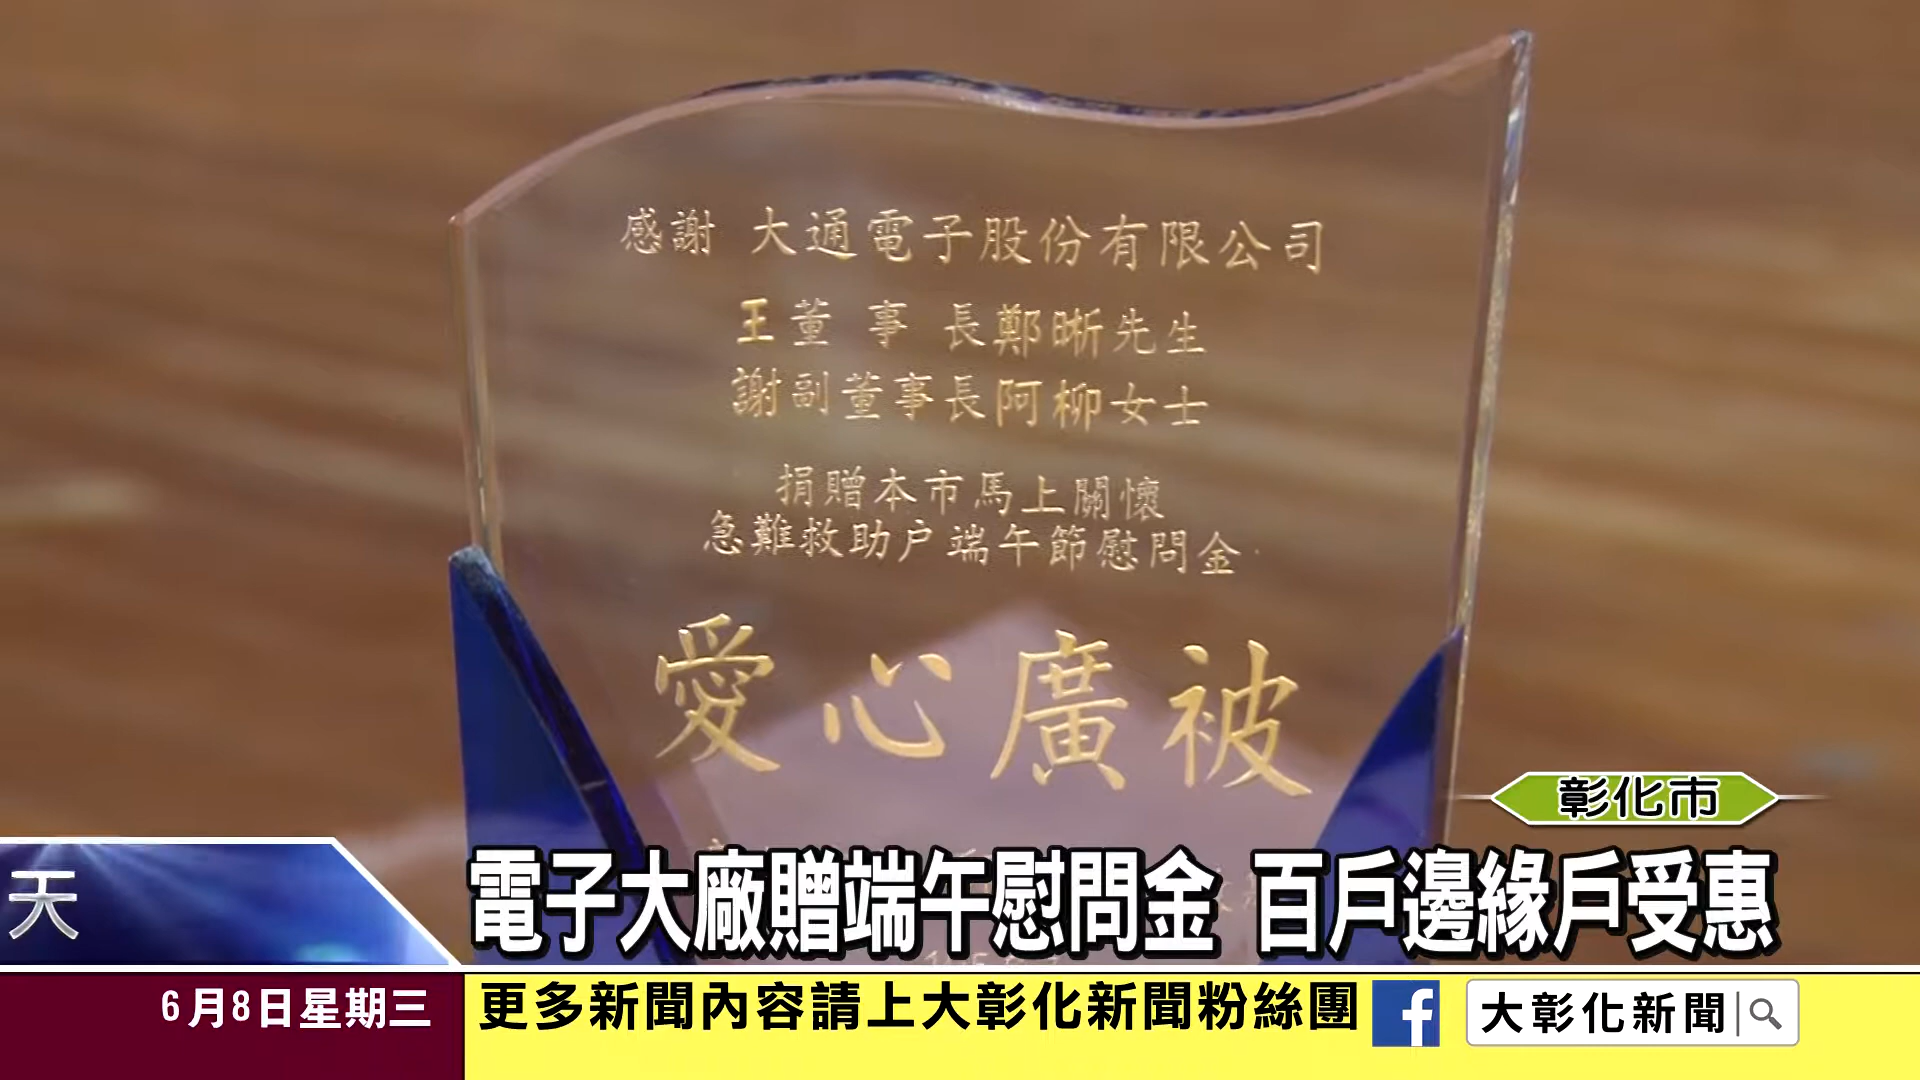 感謝 大通電子股份有限公司
王董事長鄭晰先生
謝副董事長阿柳女士
捐贈本市馬上關懷
急難救助户端午節慰問金
愛心廣被
彰化市
天
電子大廠贈端午慰問金 百戶邊緣戶受惠
6月8日星期三
更多新聞內容請上大彰化新聞粉絲團
f
大彰化新聞